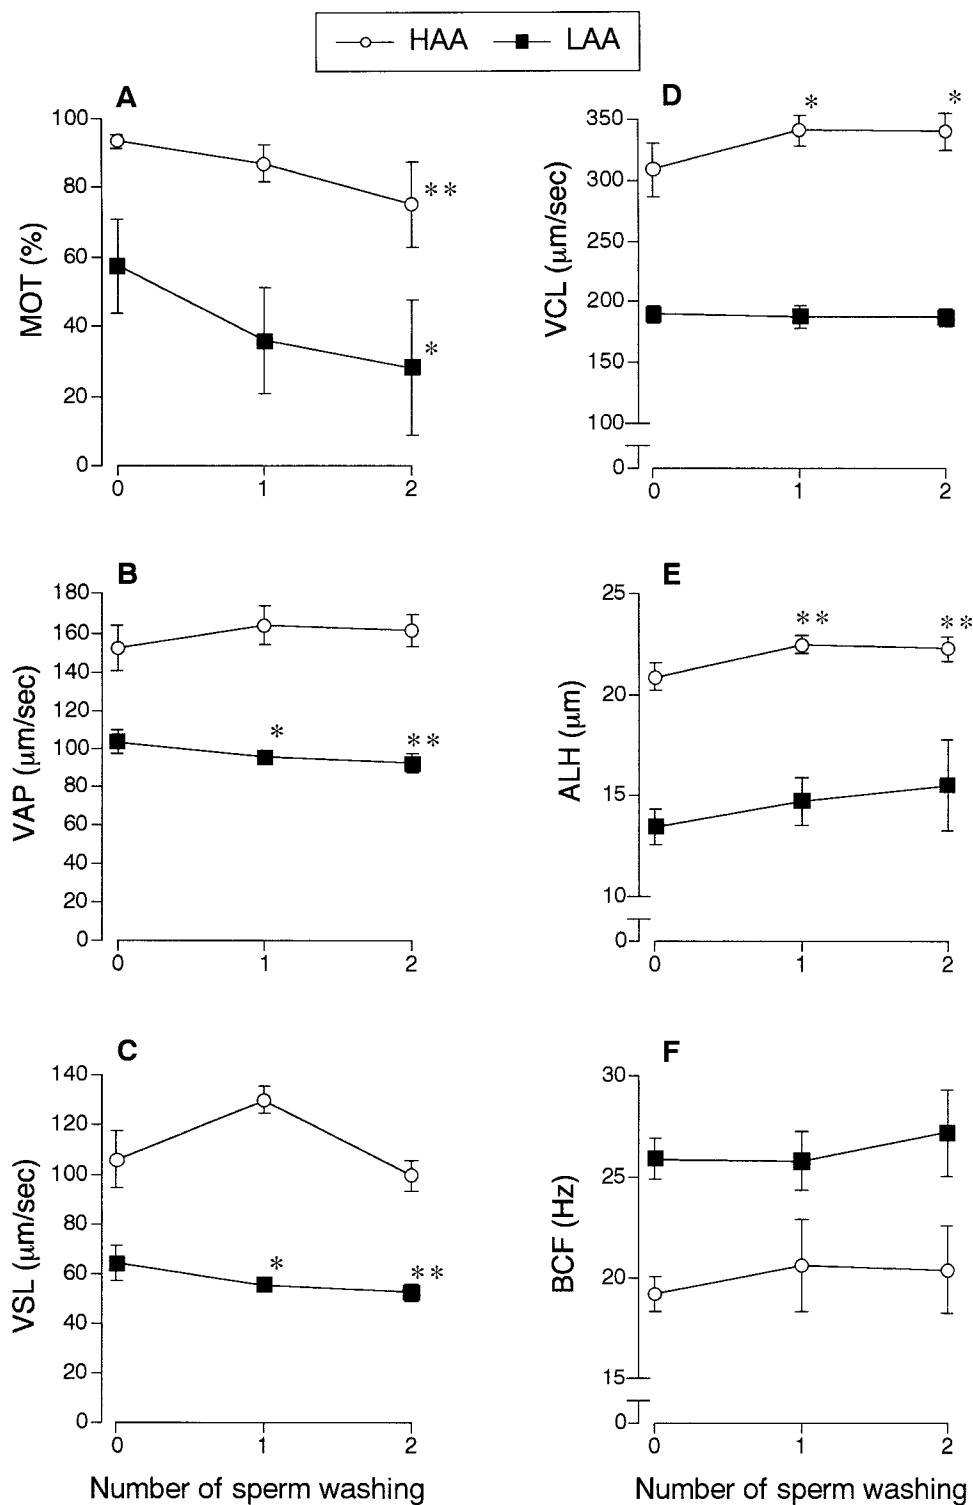 HAA LAA
A
MOT (%)
100
80
60
40
20
0
0 1 2
**
*
D
VCL (μm/sec)
350
300
250
200
150
100
0
0 1 2
* *
B
VAP (μm/sec)
180
160
140
120
100
80
60
40
20
0
0 1 2
* **
E
ALH (μm)
25
20
15
10
0
0 1 2
** **
C
VSL (μm/sec)
140
120
100
80
60
40
20
0
0 1 2
* **
Number of sperm washing
F
BCF (Hz)
30
25
20
15
0
0 1 2
Number of sperm washing